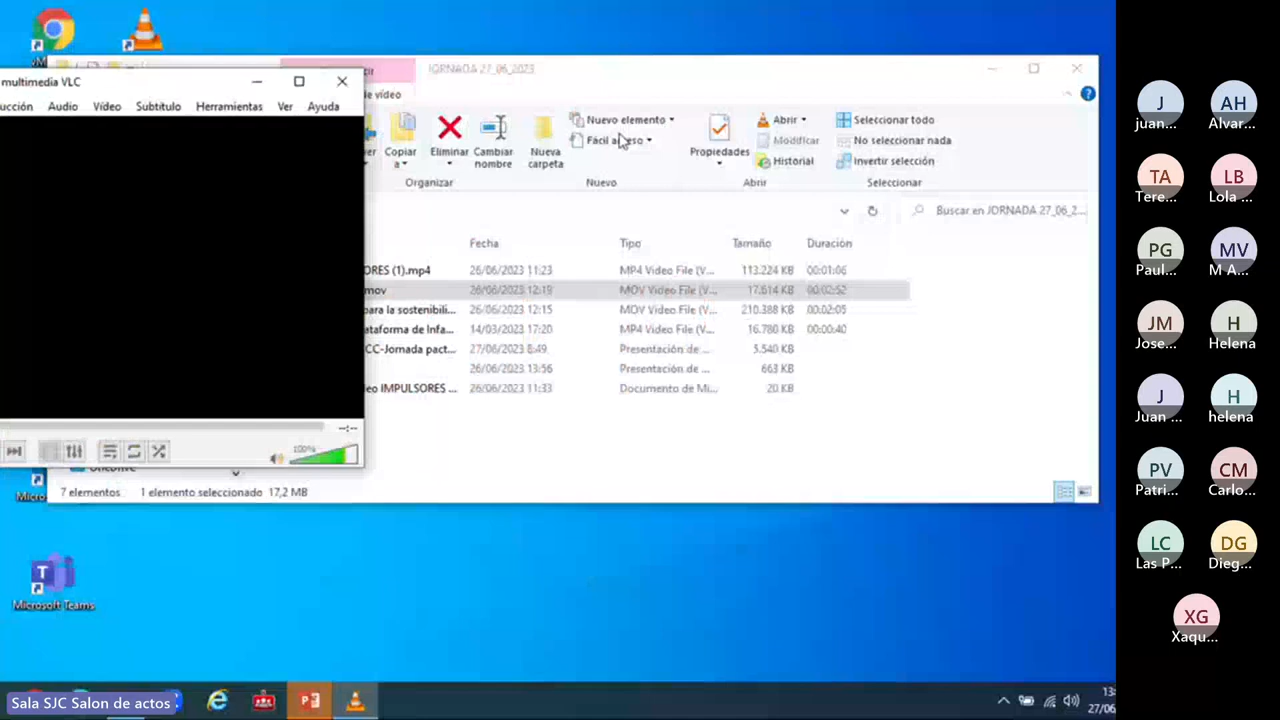 JORNADA 27_06_2023
multimedia VLC
de vídeo
ucción Audio Vídeo Subtítulo Herramientas Ver Ayuda
Copiar a
Eliminar
Cambiar nombre
Nueva carpeta
Nuevo elemento
Fácil acceso
Propiedades
Abrir
Modificar
Historial
Seleccionar todo
No seleccionar nada
Invertir selección
Organizar Nuevo Abrir Seleccionar
Buscar en JORNADA 27_06_2...
Fecha Tipo Tamaño Duración
ORES (1).mp4 26/06/2023 11:23 MP4 Video File (V... 113.224 KB 00:01:06
mov 26/06/2023 12:19 MOV Video File (V... 17.614 KB 00:02:52
para la sostenibili... 26/06/2023 12:15 MOV Video File (V... 210.388 KB 00:02:05
ataforma de Infa... 14/03/2023 17:20 MP4 Video File (V... 16.780 KB 00:00:40
CC-Jornada pact... 27/06/2023 8:49 Presentación de ... 5.540 KB
26/06/2023 13:56 Presentación de ... 663 KB
eo IMPULSORES ... 26/06/2023 11:33 Documento de Mi... 20 KB
--:--
100%
OneDrive
7 elementos 1 elemento seleccionado 17,2 MB
Micro
T
Microsoft Teams
Sala SJC Salon de actos
13:
27/06
J AH
juan... Alvar...
TA LB
Tere... Lola ...
PG MV
Paul... M A...
JM H
Jose... Helena
J H
Juan ... helena
PV CM
Patri... Carlo...
LC DG
Las P... Dieg...
XG
Xaqu...